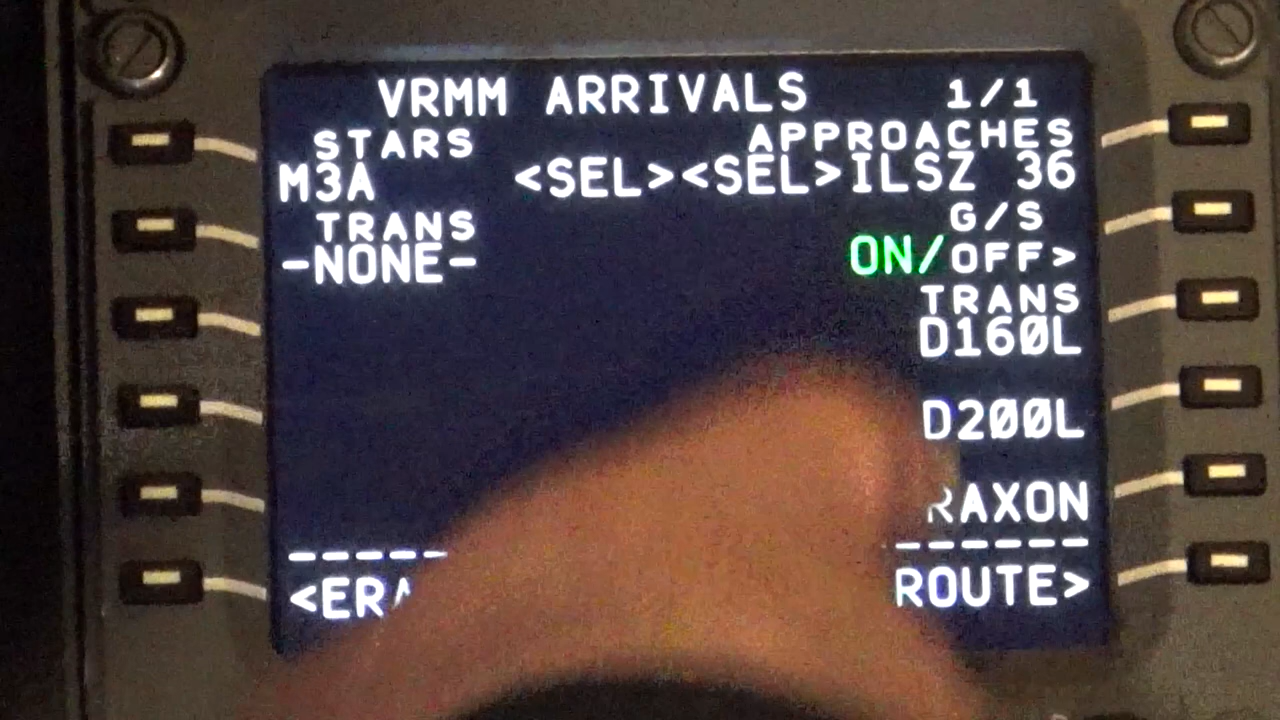 VRMM ARRIVALS 1/1
STARS APPROACHES
M3A <SEL><SEL>ILSZ 36
TRANS G/S
-NONE- ON/OFF>
TRANS
D160L
D200L
RAXON
------ ------
ROUTE>